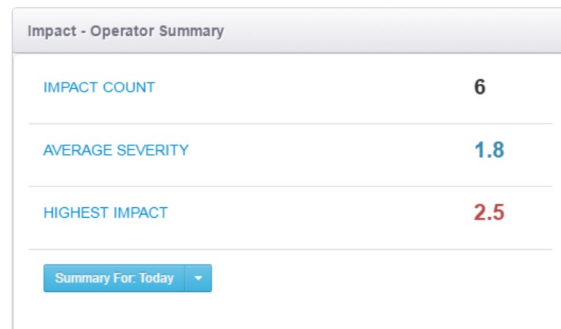 Impact - Operator Summary
IMPACT COUNT 6
AVERAGE SEVERITY 1.8
HIGHEST IMPACT 2.5
Summary For: Today